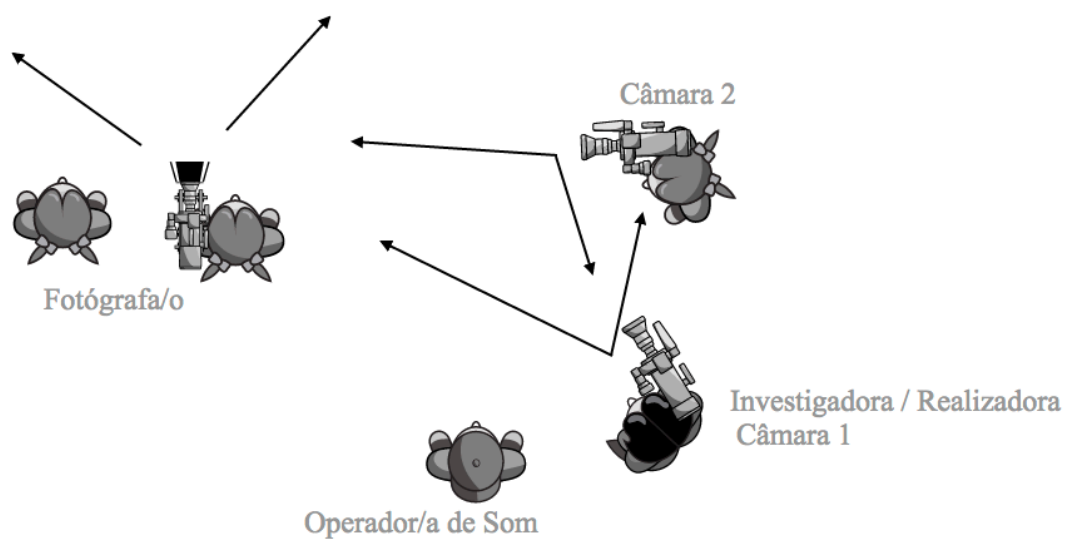 Câmara 2
Fotógrafa/o
Investigadora / Realizadora
Câmara 1
Operador/a de Som